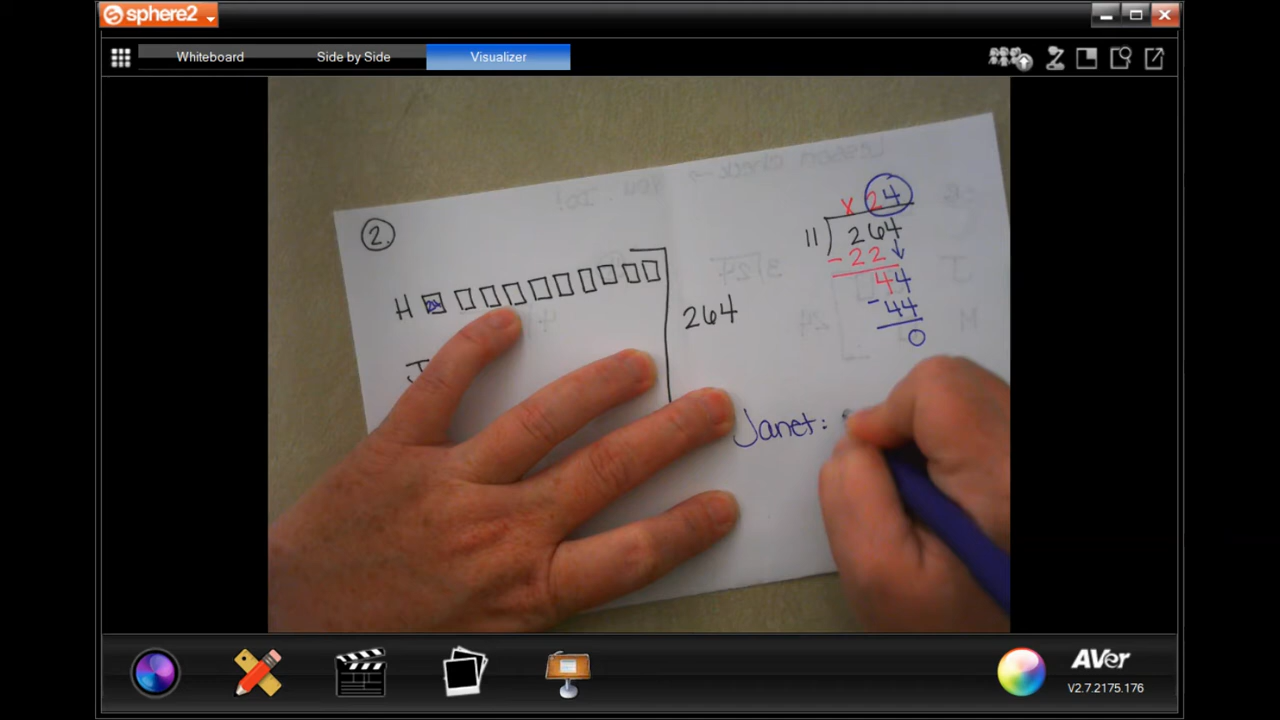 sphere2
Whiteboard Side by Side Visualizer
2.
H 24
J
264
x 24
11 264
- 22
44
- 44
0
Janet:
AVer
V2.7.2175.176